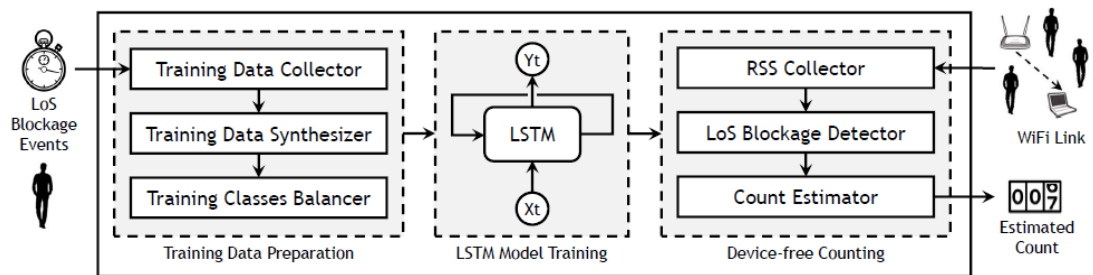 LoS
Blockage
Events
Training Data Collector
Training Data Synthesizer
Training Classes Balancer
Training Data Preparation
Yt
LSTM
Xt
LSTM Model Training
RSS Collector
LoS Blockage Detector
Count Estimator
Device-free Counting
WiFi Link
Estimated
Count